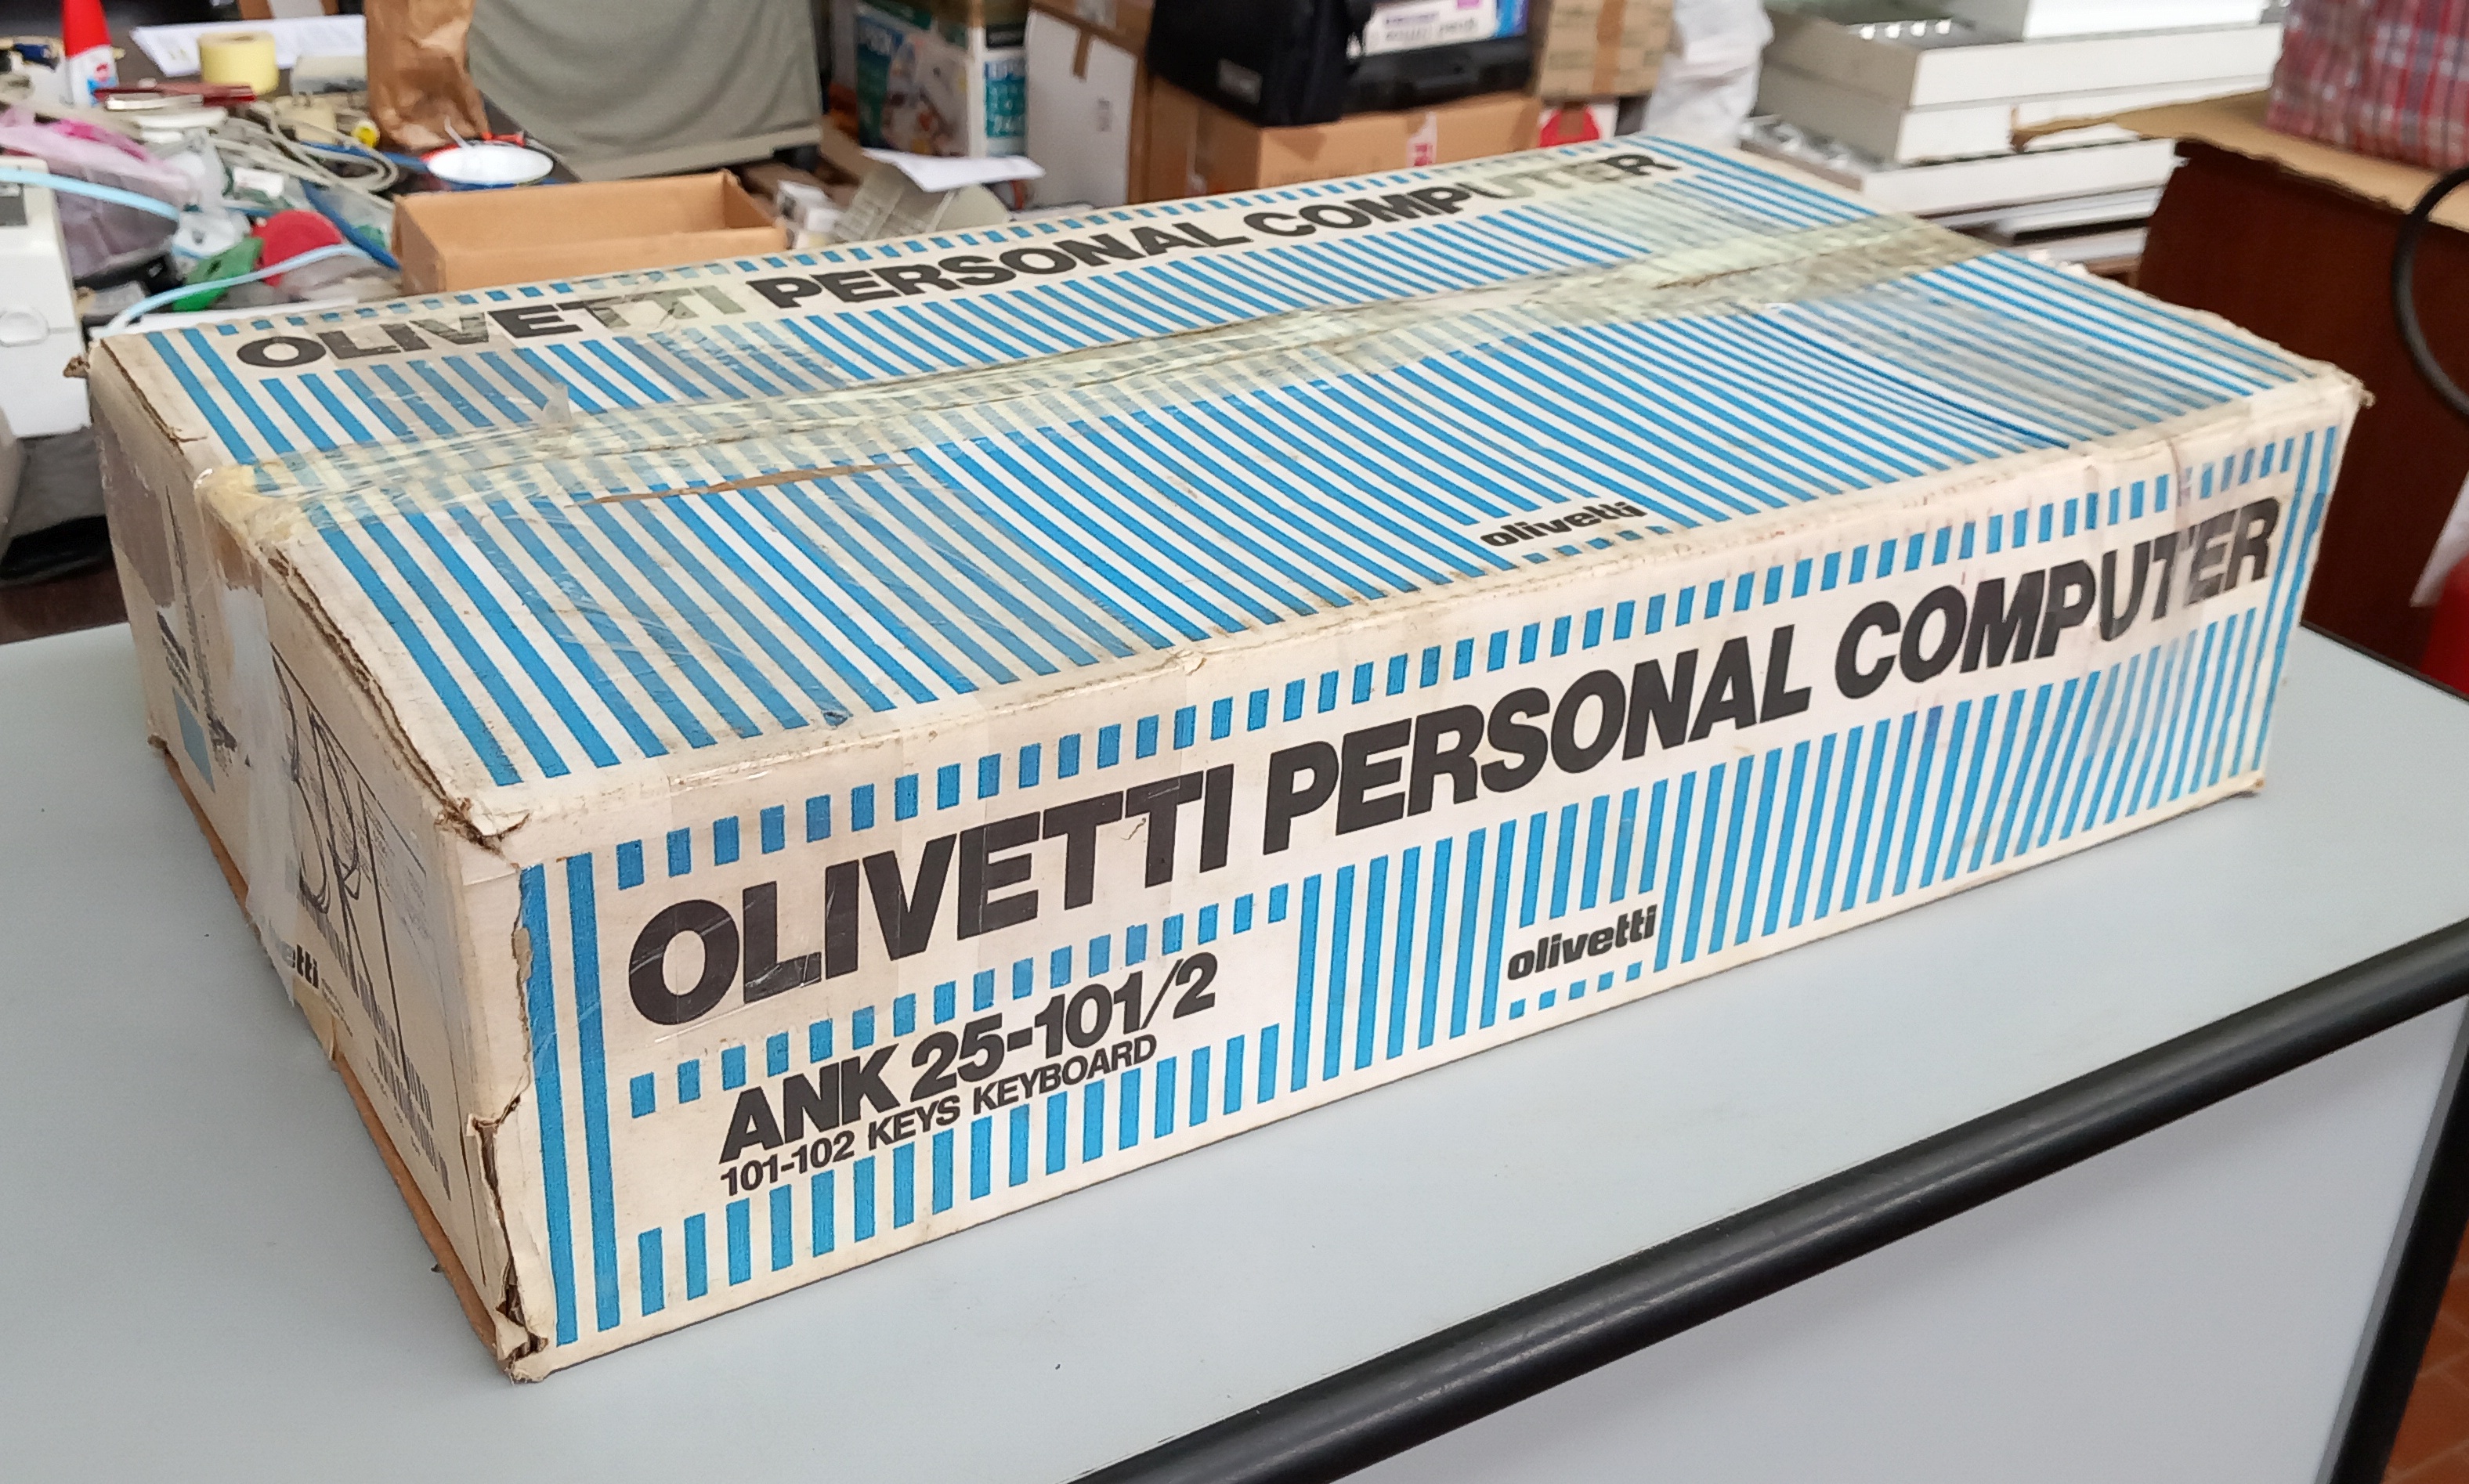 OLIVETTI PERSONAL COMPUTER
olivetti
OLIVETTI PERSONAL COMPUTER
ANK 25-101/2
101-102 KEYS KEYBOARD
olivetti